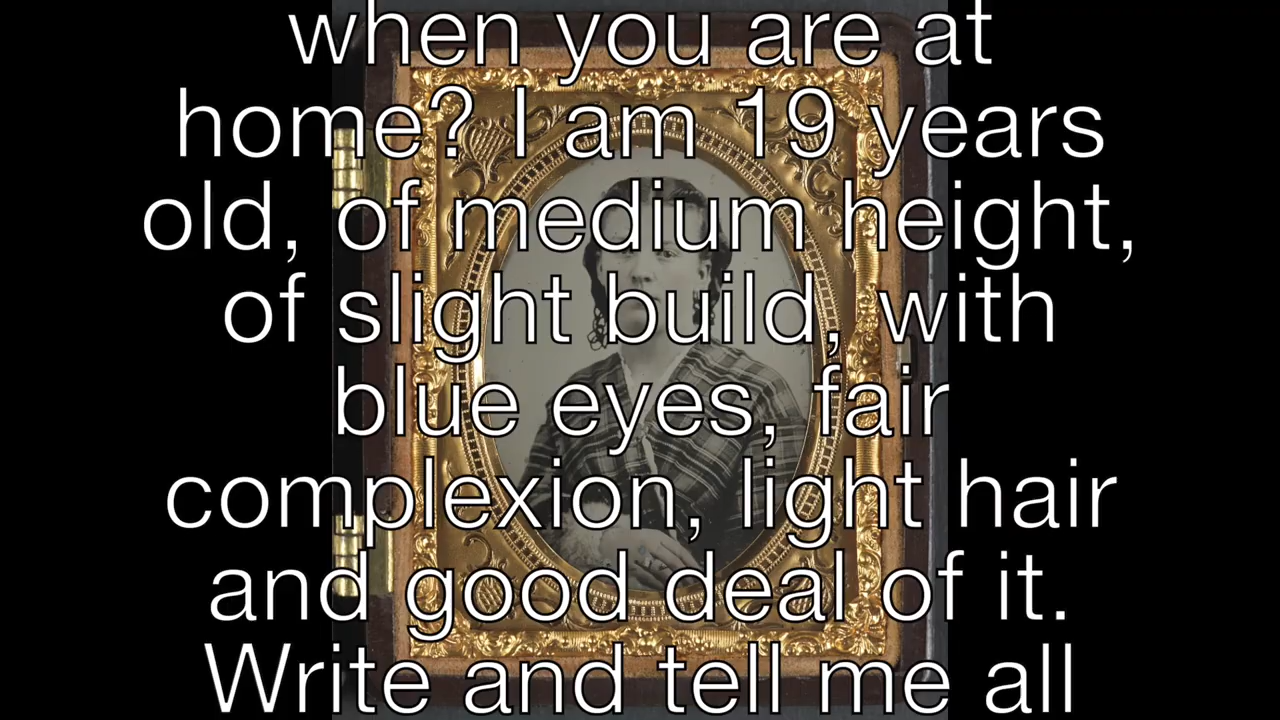 when you are at
home? I am 19 years
old, of medium height,
of slight build, with
blue eyes, fair
complexion, light hair
and good deal of it.
Write and tell me all